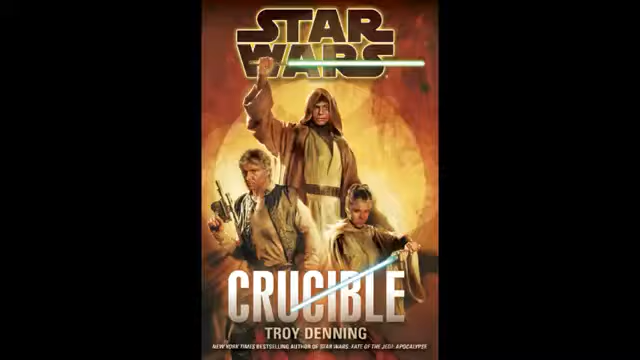 STAR
WARS
CRUCIBLE
TROY DENNING
NEW YORK TIMES BESTSELLING AUTHOR OF STAR WARS: FATE OF THE JEDI: APOCALYPSE